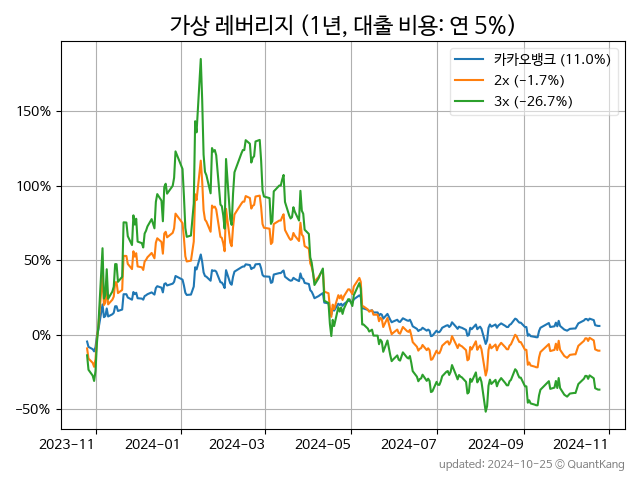 가상 레버리지 (1년, 대출 비용: 연 5%)
카카오뱅크 (11.0%)
2x (−1.7%)
3x (−26.7%)
150%
100%
50%
0%
−50%
2023-11 2024-01 2024-03 2024-05 2024-07 2024-09 2024-11
updated: 2024-10-25 © QuantKang